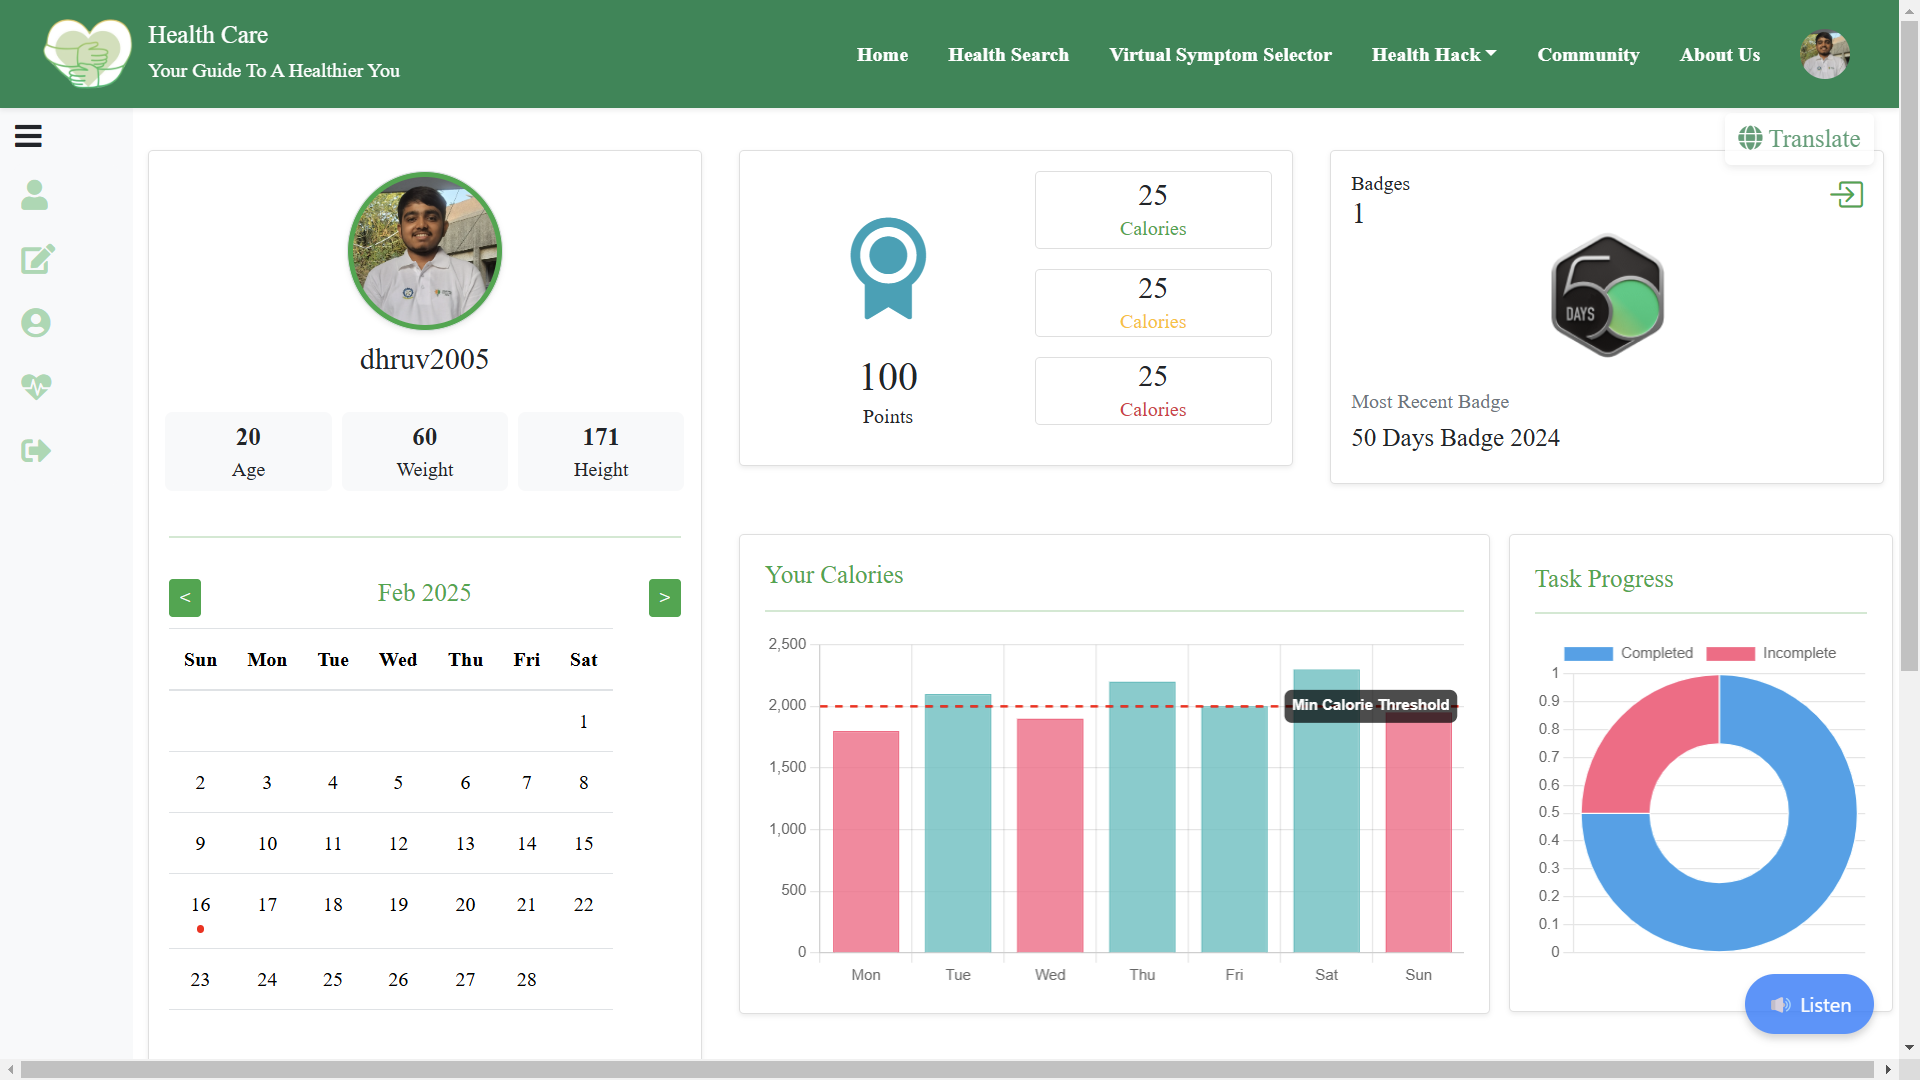 Health Care
Your Guide To A Healthier You
Home Health Search Virtual Symptom Selector Health Hack Community About Us
Translate
dhruv2005
20 60 171
Age Weight Height
< Feb 2025 >
Sun Mon Tue Wed Thu Fri Sat
1
2 3 4 5 6 7 8
9 10 11 12 13 14 15
16 17 18 19 20 21 22
23 24 25 26 27 28
100
Points
25
Calories
25
Calories
25
Calories
Badges
1
50
DAYS
Most Recent Badge
50 Days Badge 2024
Your Calories
2,500
2,000
1,500
1,000
500
0
Min Calorie Threshold
Mon Tue Wed Thu Fri Sat Sun
Task Progress
Completed Incomplete
1
0.9
0.8
0.7
0.6
0.5
0.4
0.3
0.2
0.1
0
Listen